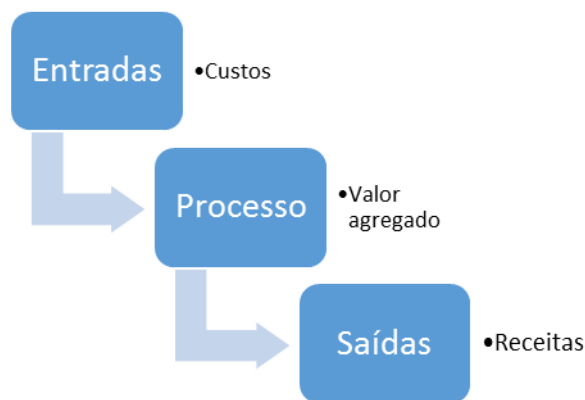 Entradas
•Custos
Processo
•Valor
agregado
Saídas
•Receitas